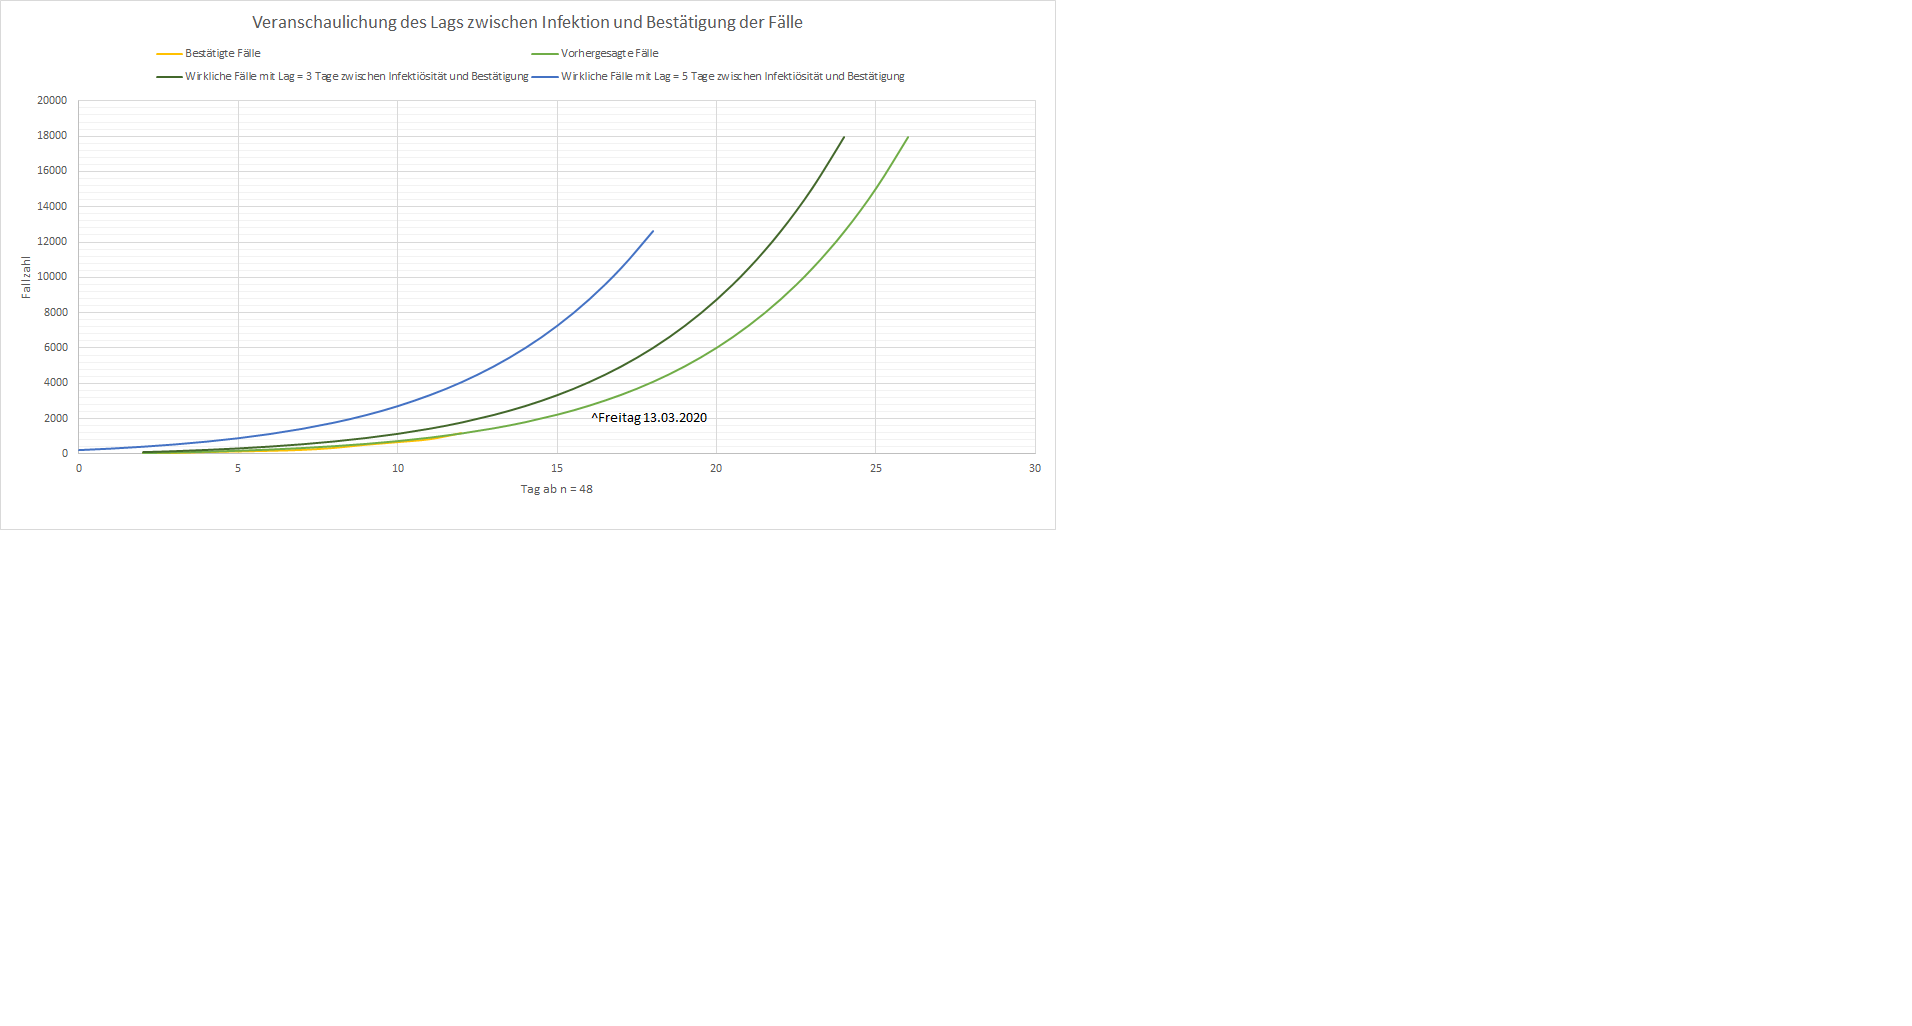 Veranschaulichung des Lags zwischen Infektion und Bestätigung der Fälle
Bestätigte Fälle
Vorhergesagte Fälle
Wirkliche Fälle mit Lag = 3 Tage zwischen Infektiösität und Bestätigung
Wirkliche Fälle mit Lag = 5 Tage zwischen Infektiösität und Bestätigung
20000
18000
16000
14000
12000
10000
8000
6000
4000
2000
0
Fallzahl
^Freitag 13.03.2020
0 5 10 15 20 25 30
Tag ab n = 48